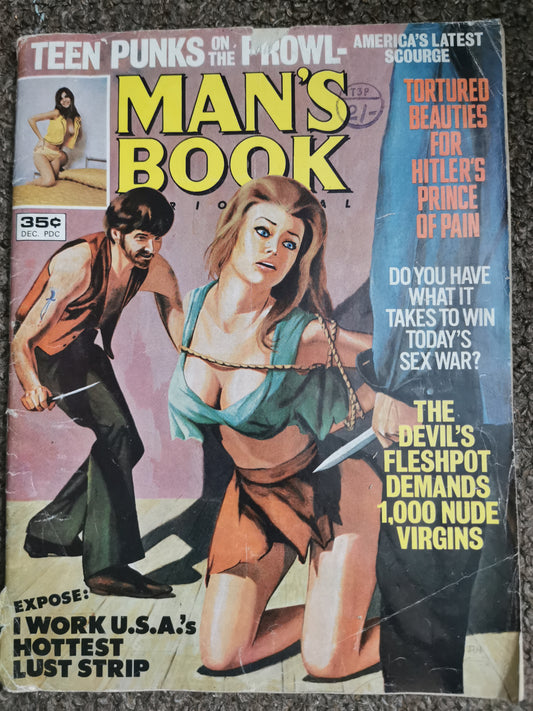 TEEN PUNKS ON THE PROWL-
AMERICA'S LATEST
SCOURGE
MAN'S
BOOK
T3P
2/-
35¢
DEC. PDC
TORTURED
BEAUTIES
FOR
HITLER'S
PRINCE
OF PAIN
DO YOU HAVE
WHAT IT
TAKES TO WIN
TODAY'S
SEX WAR?
THE
DEVIL'S
FLESHPOT
DEMANDS
1,000 NUDE
VIRGINS
EXPOSE:
I WORK U.S.A.'s
HOTTEST
LUST STRIP